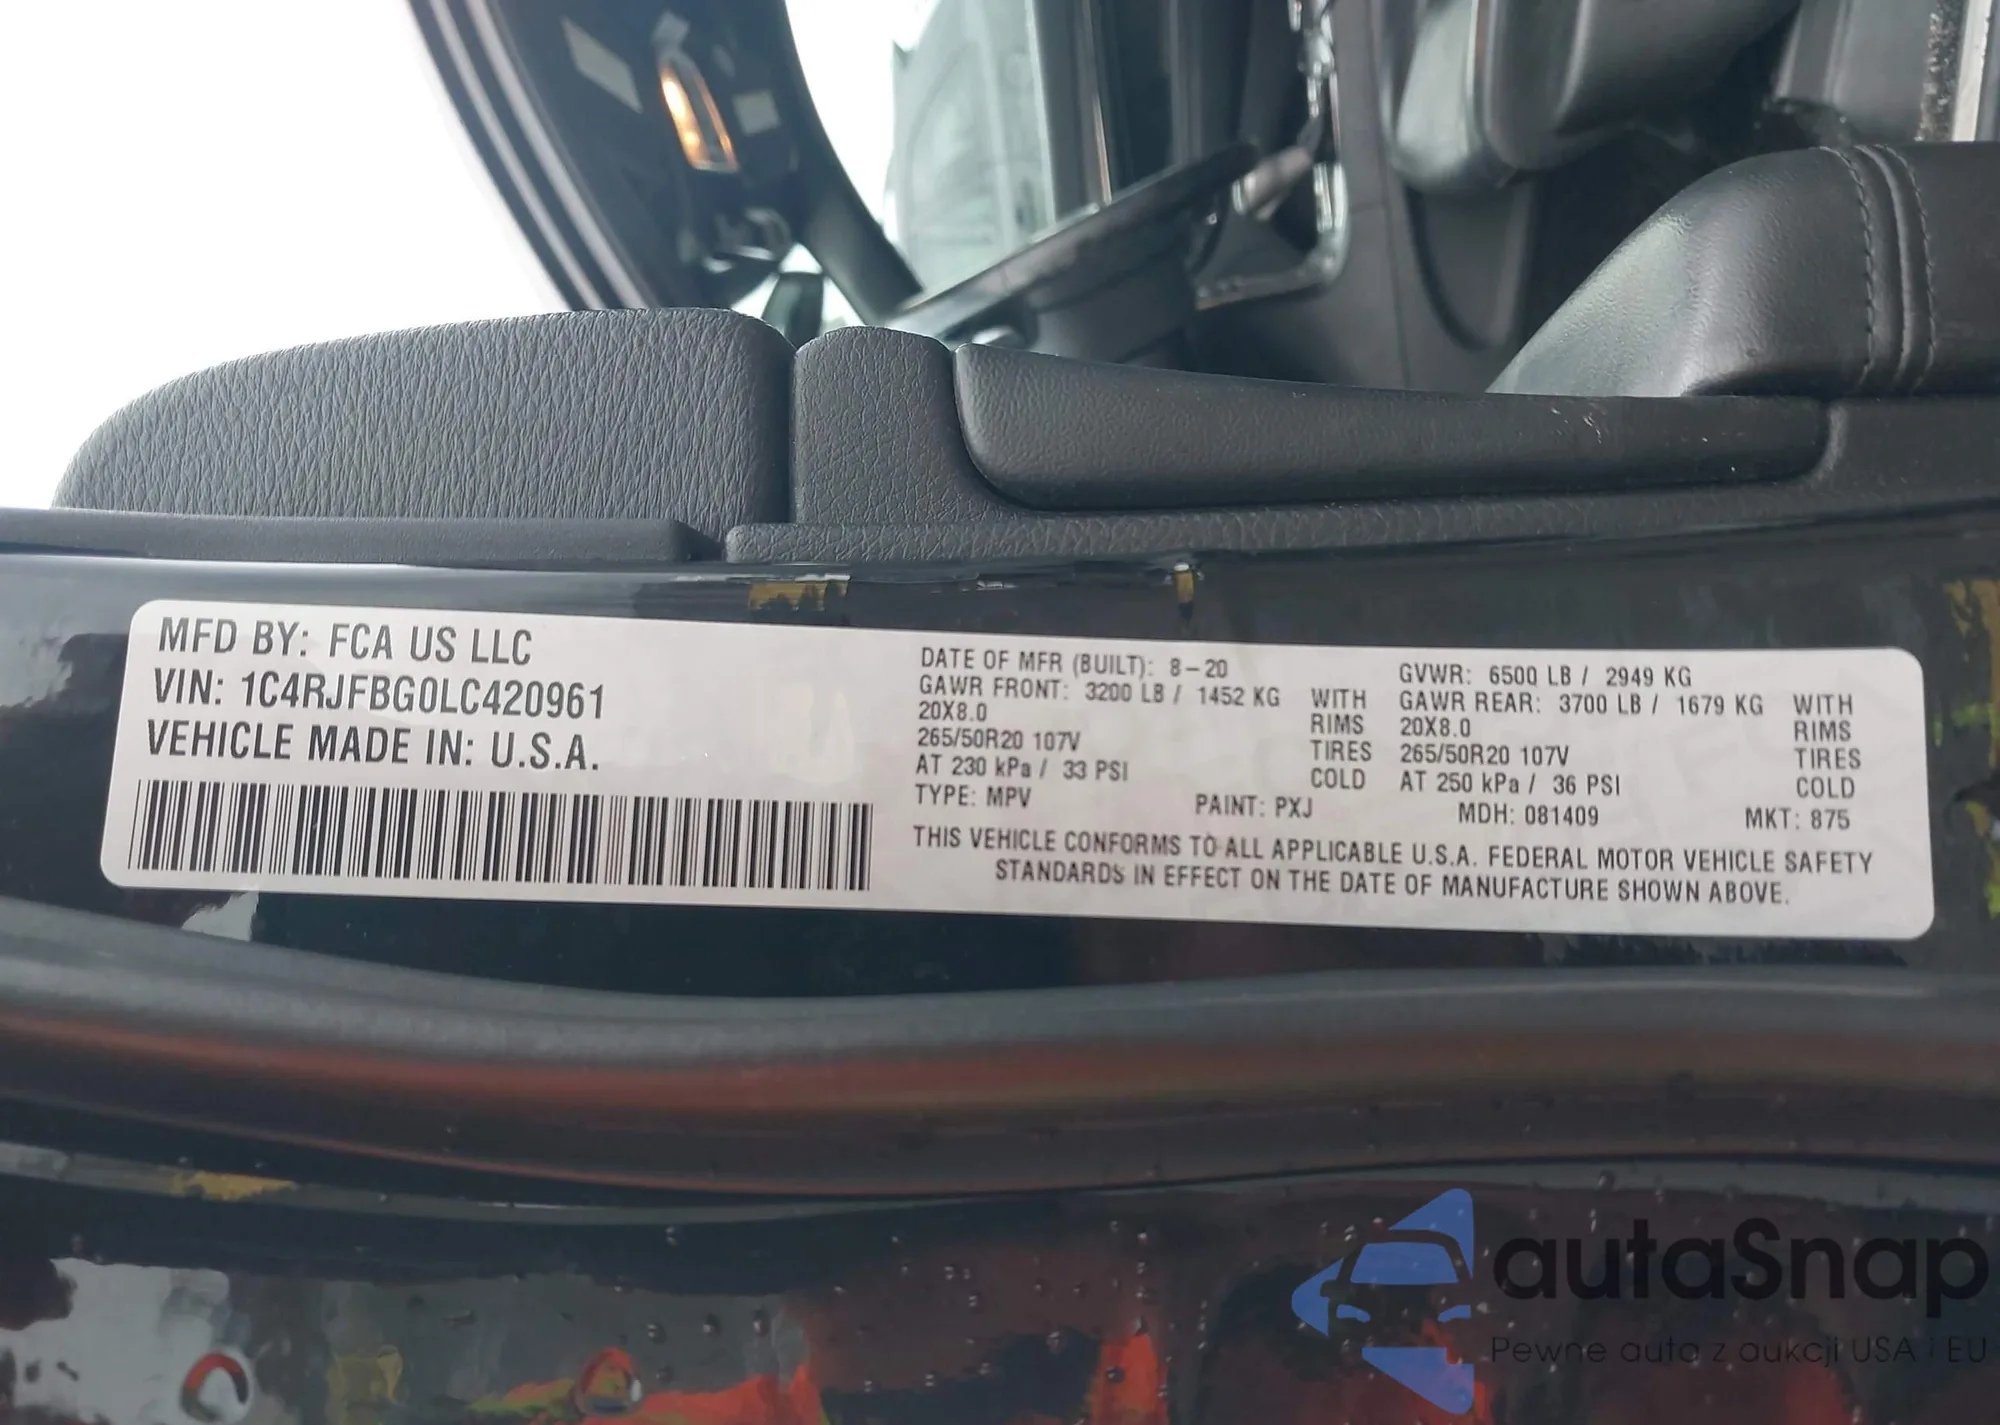 MFD BY: FCA US LLC
VIN: 1C4RJFBG0LC420961
VEHICLE MADE IN: U.S.A.
DATE OF MFR (BUILT): 8-20
GAWR FRONT: 3200 LB / 1452 KG WITH
20X8.0 RIMS
265/50R20 107V TIRES
AT 230 kPa / 33 PSI COLD
GVWR: 6500 LB / 2949 KG
GAWR REAR: 3700 LB / 1679 KG WITH
20X8.0 RIMS
265/50R20 107V TIRES
AT 250 kPa / 36 PSI COLD
TYPE: MPV PAINT: PXJ MDH: 081409 MKT: 875
THIS VEHICLE CONFORMS TO ALL APPLICABLE U.S.A. FEDERAL MOTOR VEHICLE SAFETY
STANDARDS IN EFFECT ON THE DATE OF MANUFACTURE SHOWN ABOVE.
autaSnap
Pewne auta z aukcji USA i EU